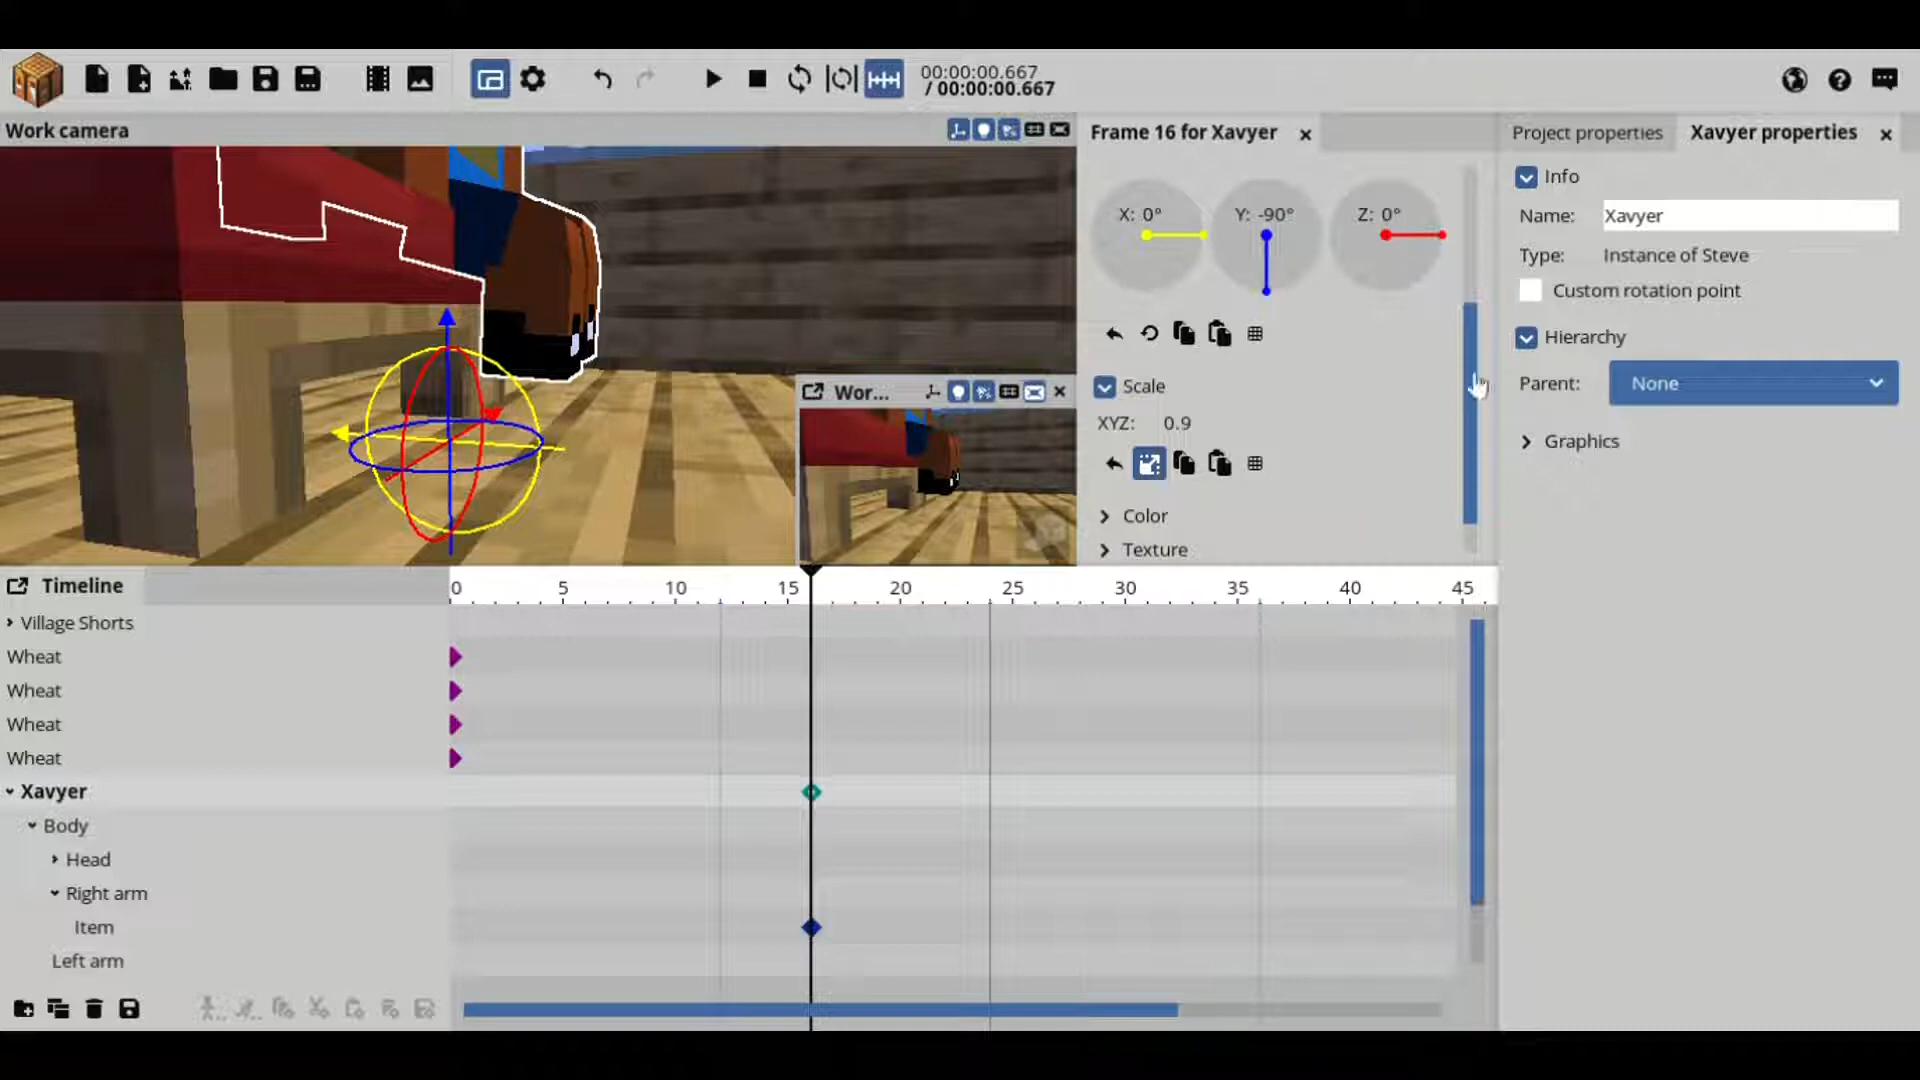 00:00:00.667
/ 00:00:00.667
Work camera
Frame 16 for Xavyer
Project properties
Xavyer properties
X: 0°
Y: -90°
Z: 0°
Info
Name:
Xavyer
Type:
Instance of Steve
Custom rotation point
Hierarchy
Parent:
None
Graphics
Scale
XYZ:
0.9
Color
Texture
Wor...
Timeline
0
5
10
15
20
25
30
35
40
45
Village Shorts
Wheat
Wheat
Wheat
Wheat
Xavyer
Body
Head
Right arm
Item
Left arm